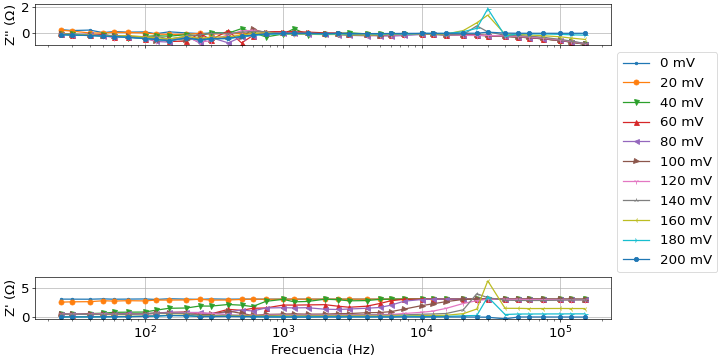 Z'' (Ω)
2
0
0 mV
20 mV
40 mV
60 mV
80 mV
100 mV
120 mV
140 mV
160 mV
180 mV
200 mV
Z' (Ω)
5
0
10² 10³ 10⁴ 10⁵
Frecuencia (Hz)